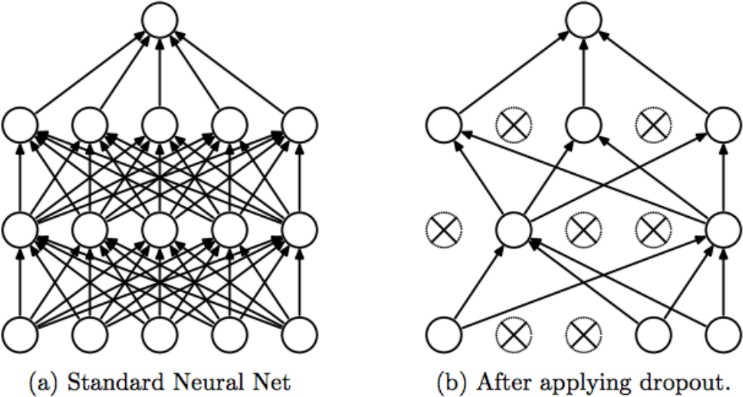 (a) Standard Neural Net
(b) After applying dropout.